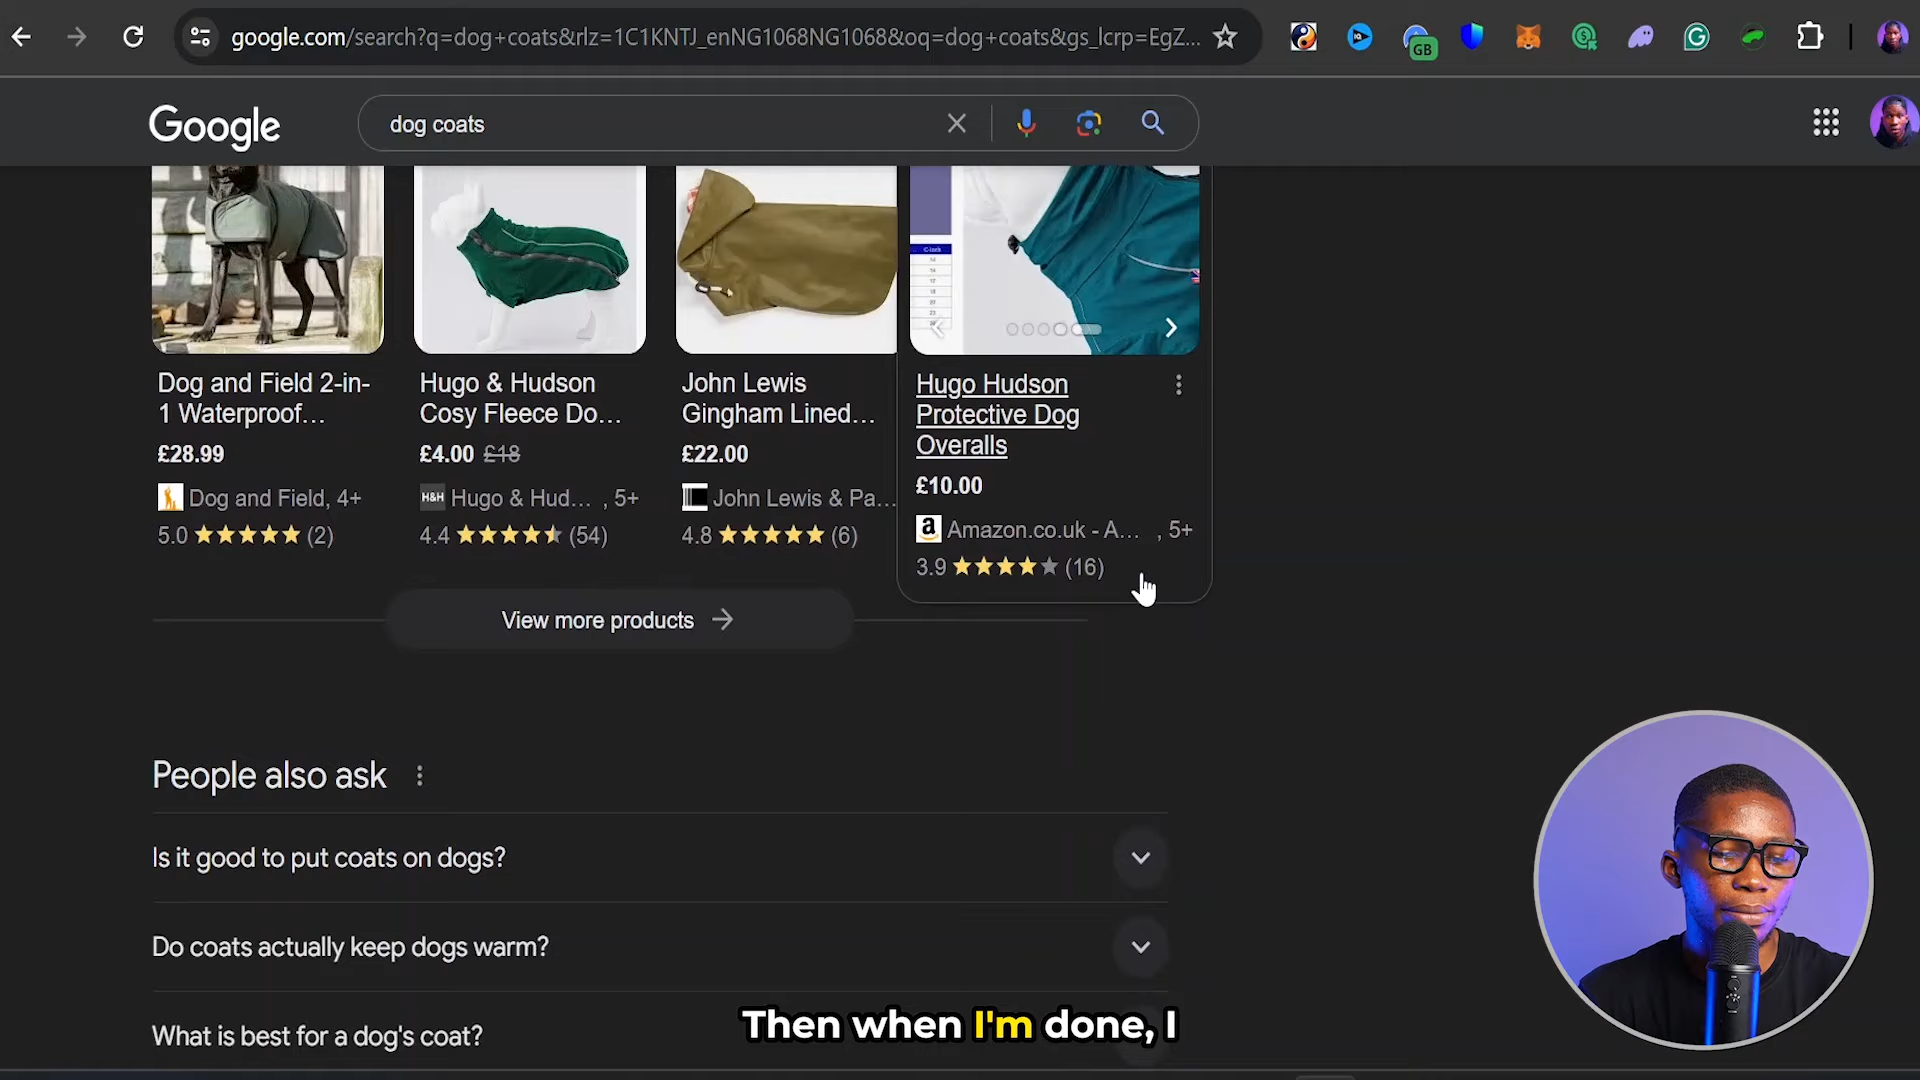 google.com/search?q=dog+coats&rlz=1C1KNTJ_enNG1068NG1068&oq=dog+coats&gs_lcrp=EgZ...
GB
Google
dog coats
C-inch
Dog and Field 2-in-
1 Waterproof...
£28.99
Dog and Field, 4+
5.0 (2)
Hugo & Hudson
Cosy Fleece Do...
£4.00 £18
H&H Hugo & Hud... , 5+
4.4 (54)
John Lewis
Gingham Lined...
£22.00
John Lewis & Pa...
4.8 (6)
Hugo Hudson
Protective Dog
Overalls
£10.00
a Amazon.co.uk - A... , 5+
3.9 (16)
View more products
People also ask
Is it good to put coats on dogs?
Do coats actually keep dogs warm?
What is best for a dog's coat?
Then when I'm done, I